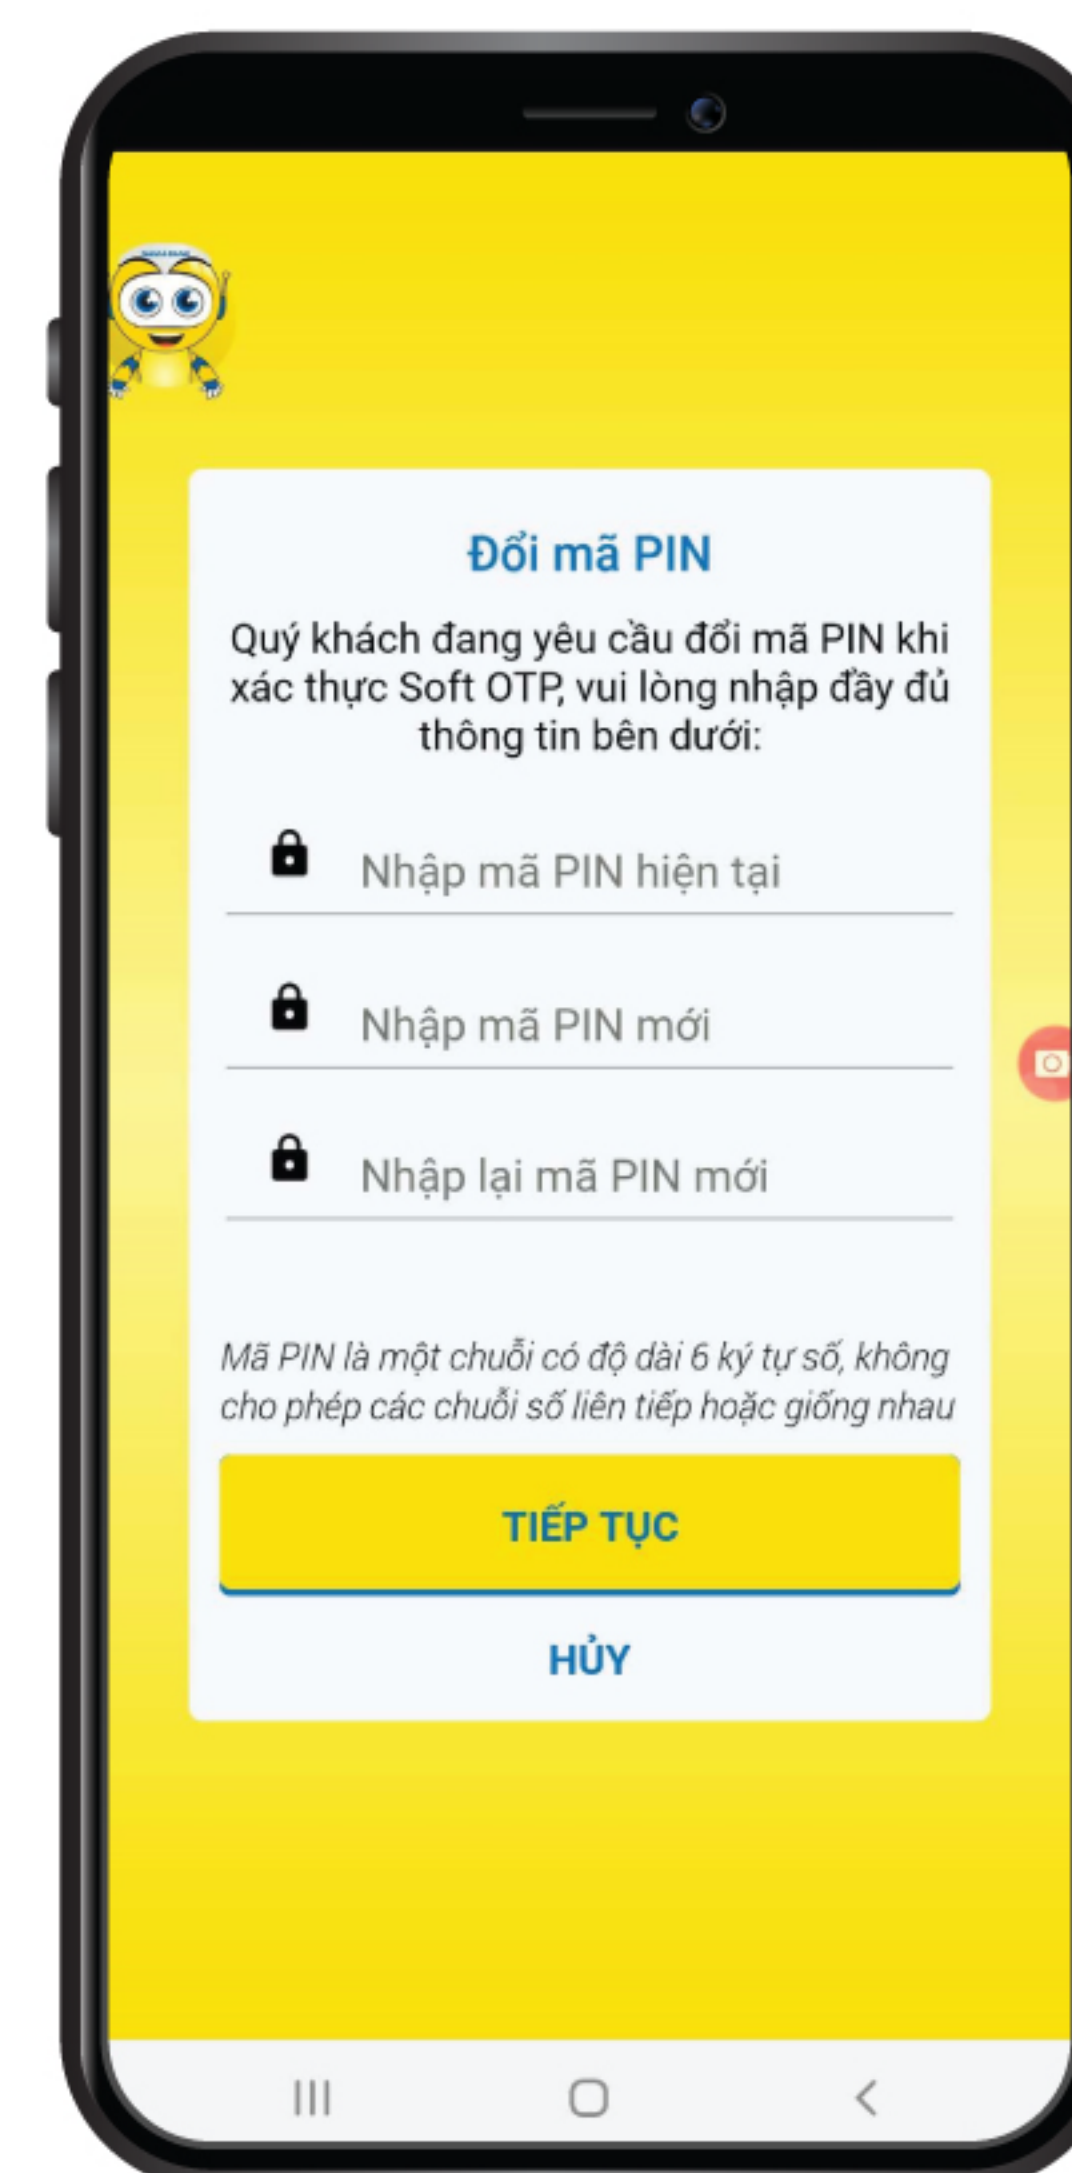 Đổi mã PIN
Quý khách đang yêu cầu đổi mã PIN khi
xác thực Soft OTP, vui lòng nhập đầy đủ
thông tin bên dưới:
Nhập mã PIN hiện tại
Nhập mã PIN mới
Nhập lại mã PIN mới
Mã PIN là một chuỗi có độ dài 6 ký tự số, không
cho phép các chuỗi số liên tiếp hoặc giống nhau
TIẾP TỤC
HỦY